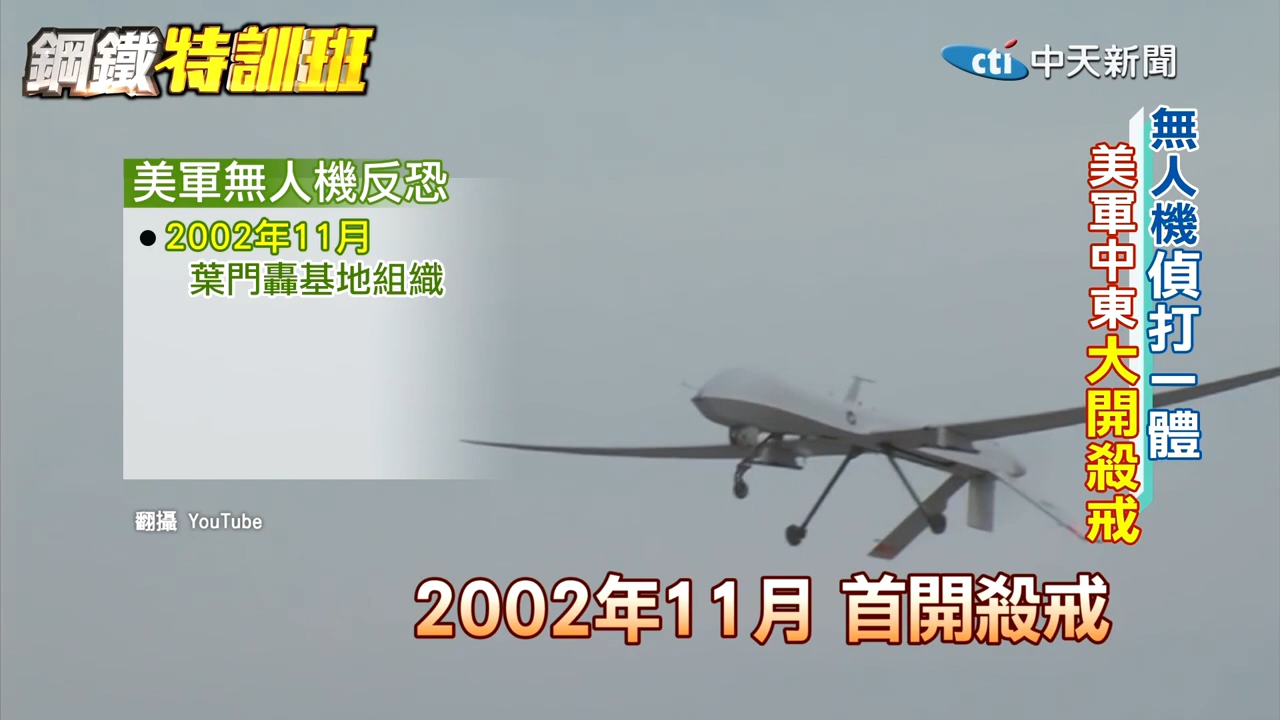 鋼鐵特訓班
cti 中天新聞
美軍無人機反恐
●2002年11月
葉門轟基地組織
無人機偵打一體
美軍中東大開殺戒
翻攝 YouTube
2002年11月 首開殺戒